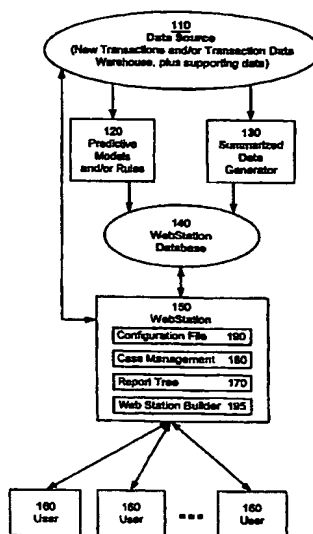 110
Data Source
(New Transactions and/or Transaction Data
Warehouse, plus supporting data)
120
Predictive
Models
and/or Rules
130
Summarized
Data
Generator
140
WebStation
Database
150
WebStation
Configuration File 190
Case Management 180
Report Tree 170
Web Station Builder 195
160
User
160
User
160
User